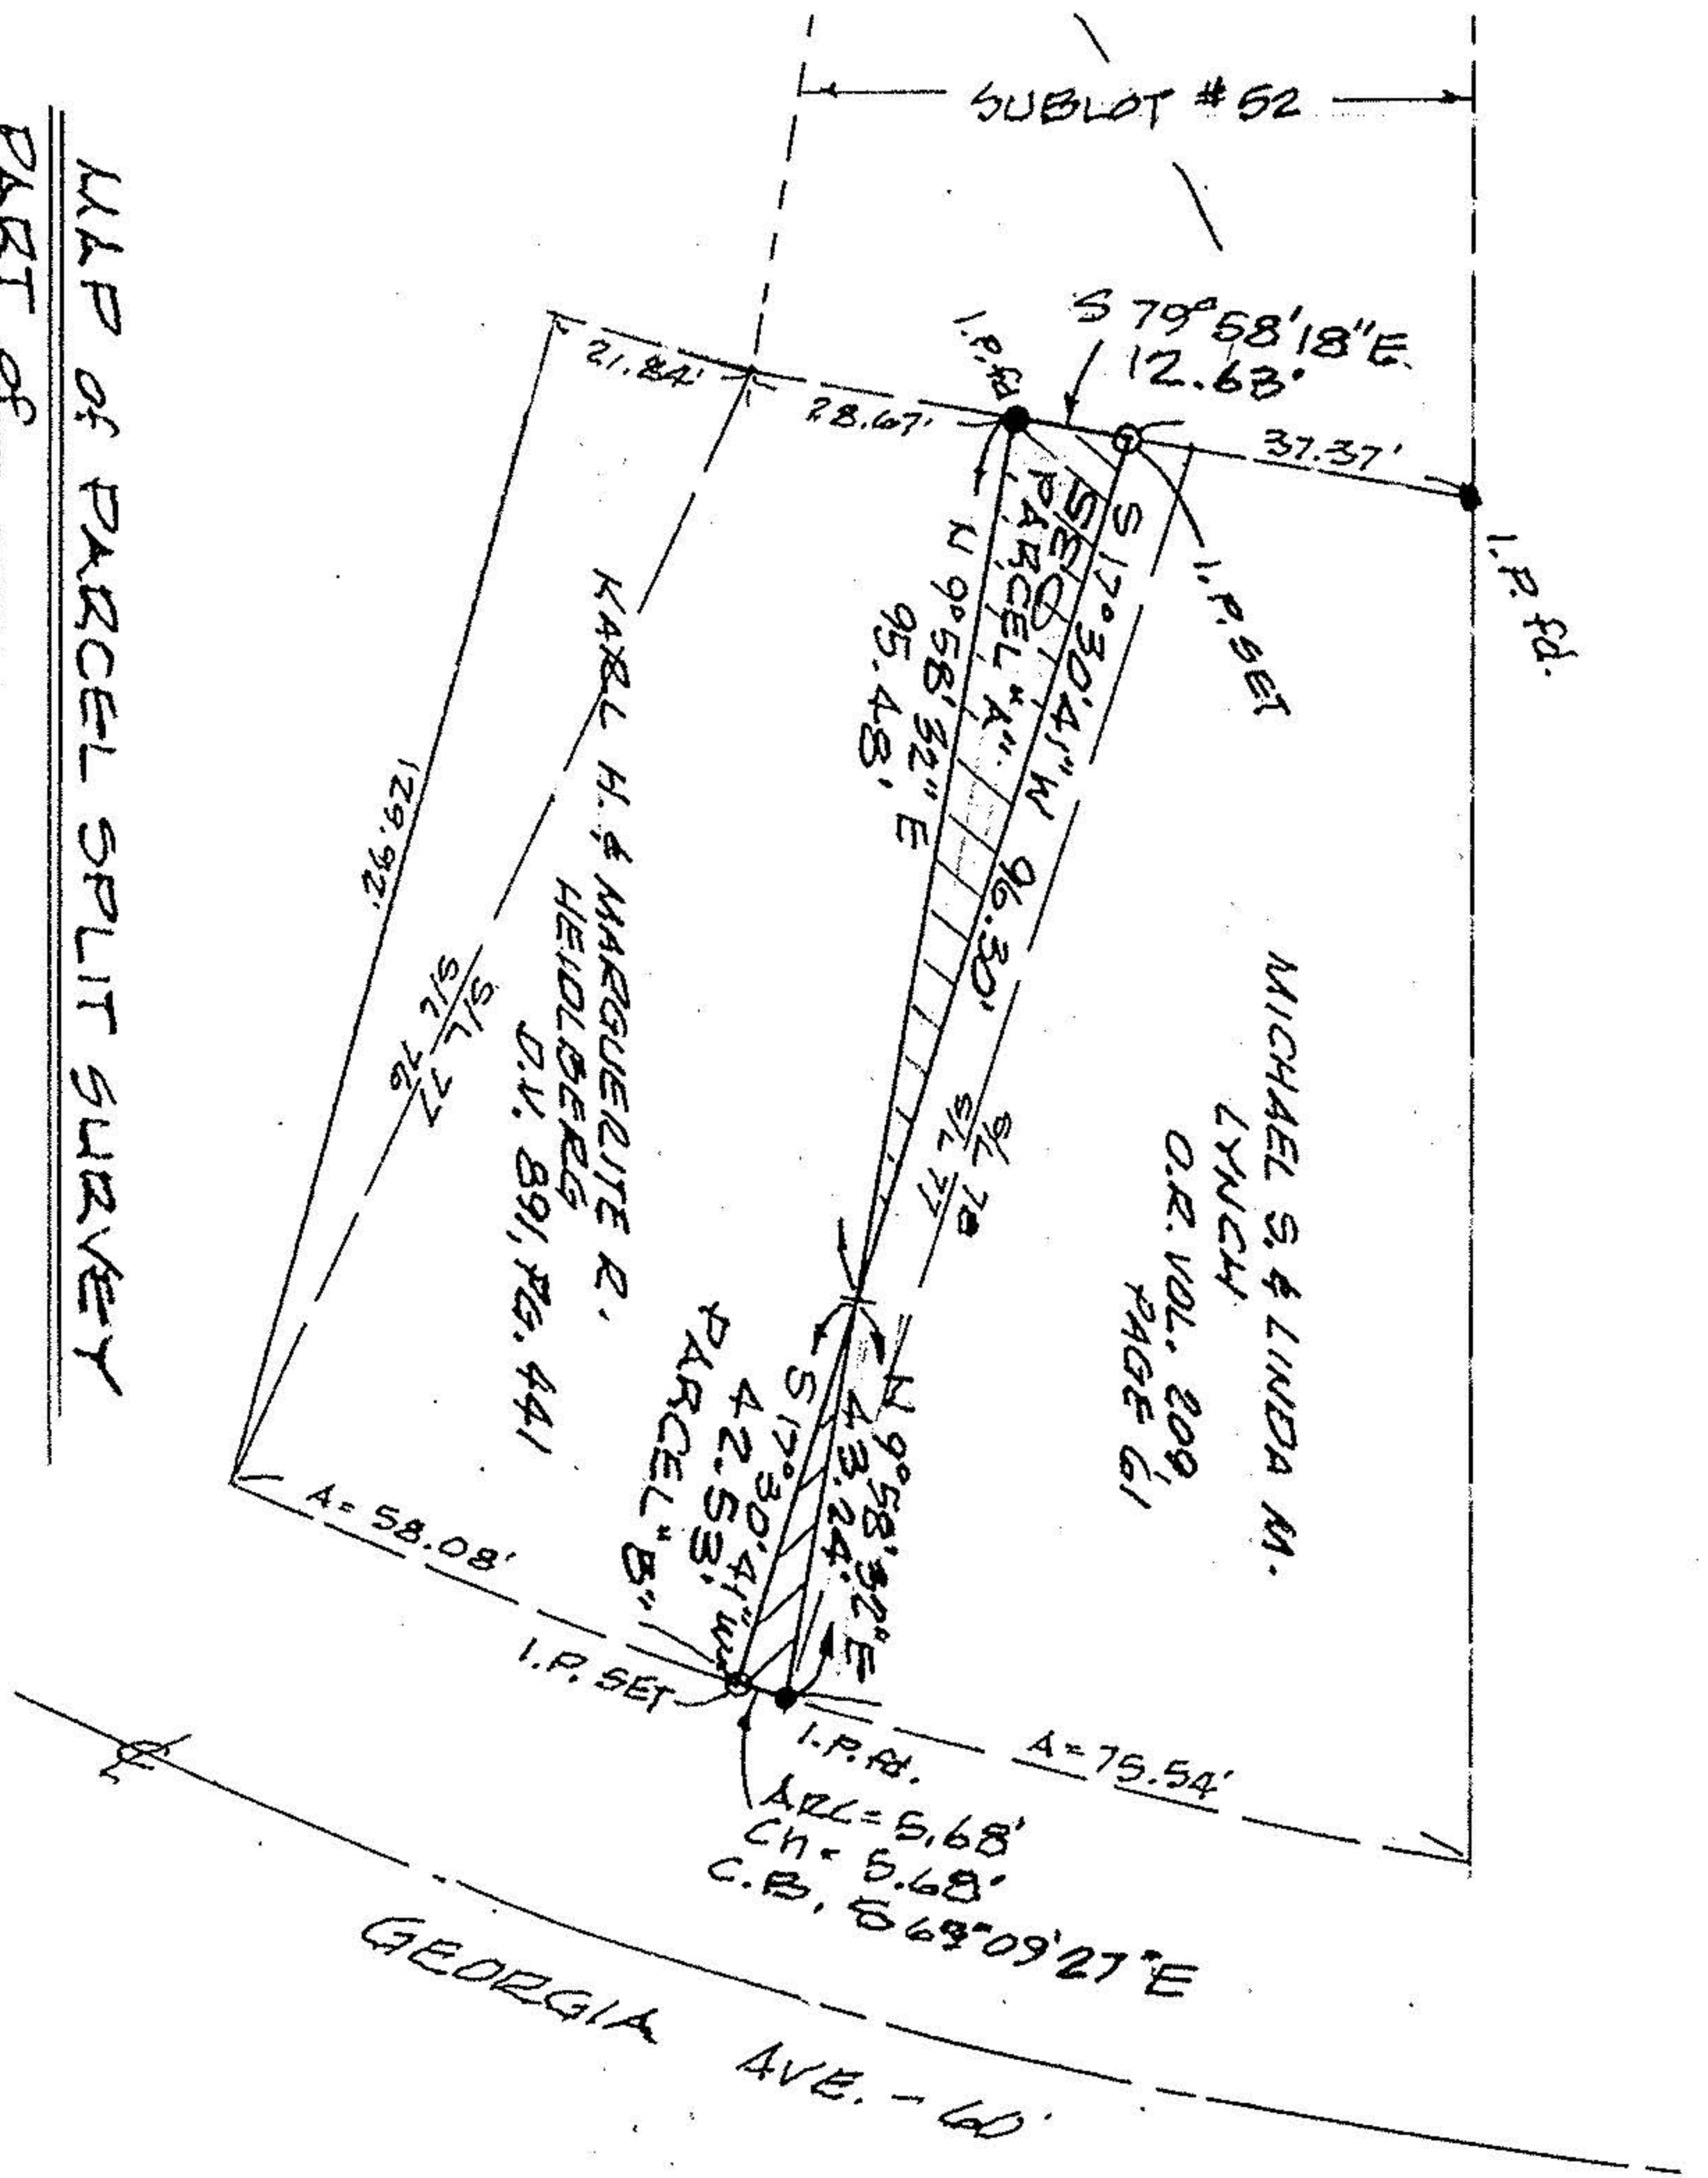 SUBLOT #52
S 79°58'18"E
12.63'
I.P. fd.
21.84'
28.67'
37.37'
I.P. fd.
I.P. SET
S 17°30'41"W 96.30'
PARCEL "A"
N 9°58'32" E
95.48'
129.92'
KARL H. & MARGUERITE R.
HEIDLBERG
D.V. 891, PG. 441
S/L 77
S/L 76
S/L 78
S/L 77
MICHAEL S. & LINDA M.
LYNCH
O.R. VOL. 209,
PAGE 61
N 9°58'32"E
43.24'
S 17°30'41"W
42.53'
PARCEL "B"
A= 58.08'
I.P. SET
I.P. fd.
A=75.54'
ARC= 5.68'
Ch= 5.68'
GEORGIA AVE. - 60'
MAP of PARCEL SPLIT SURVEY
PART of